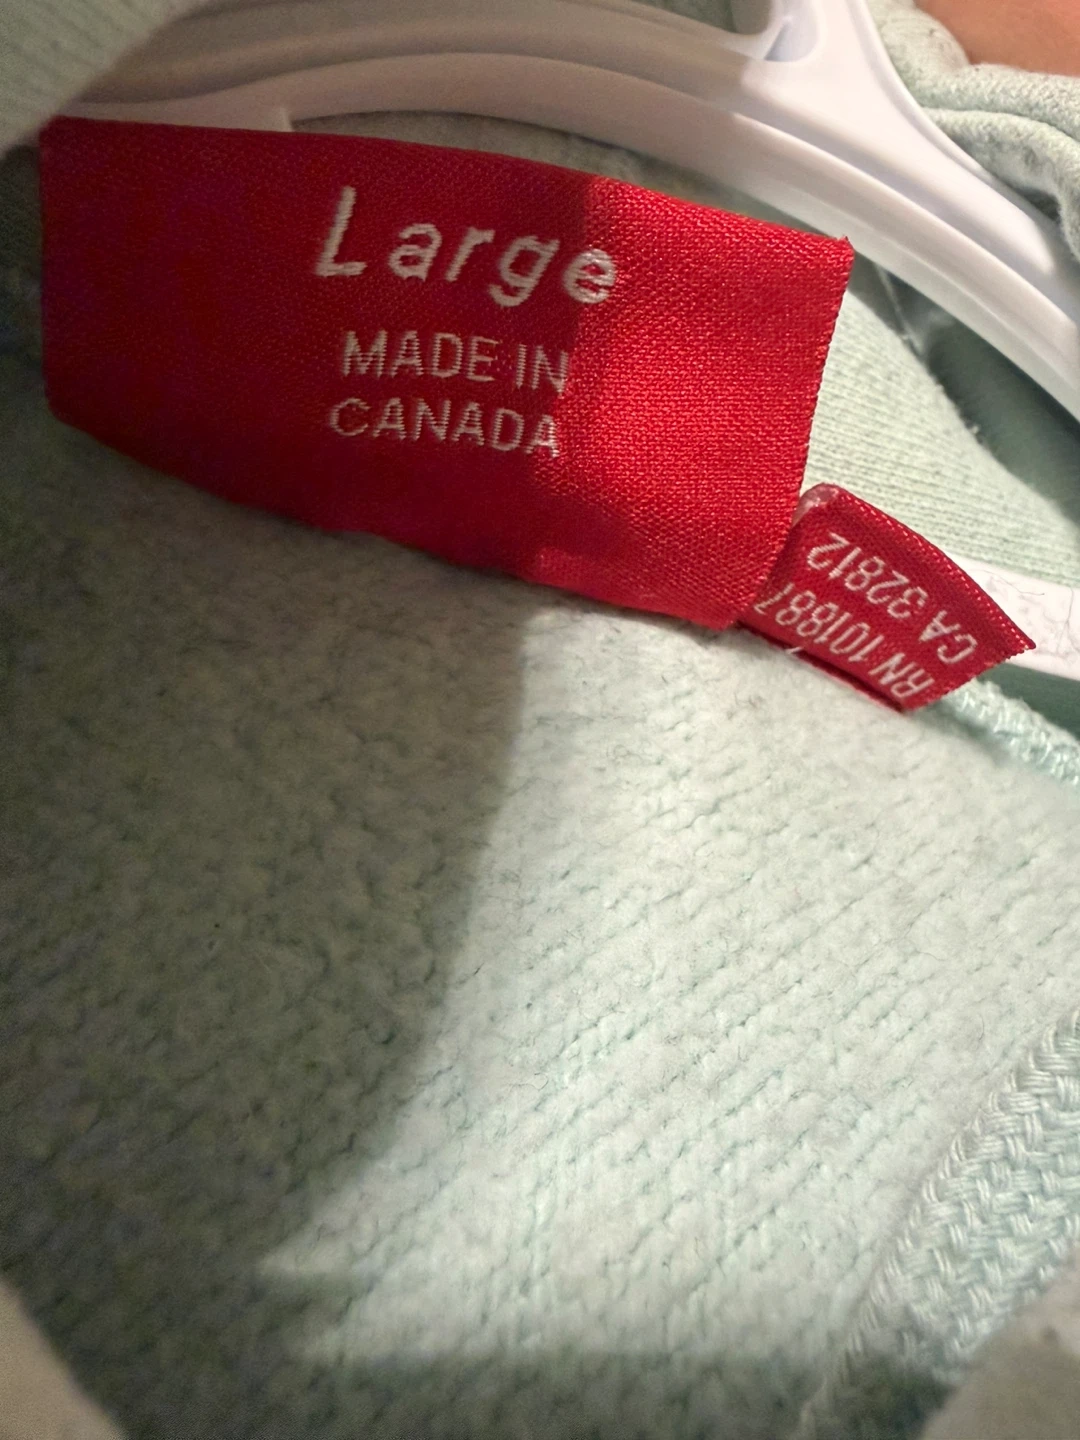 Large
MADE IN
CANADA
RN 101887
CA 32812